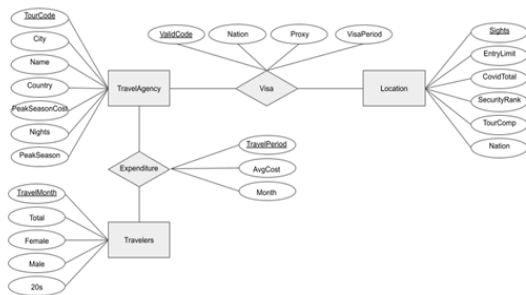 TourCode
City
Name
Country
PeakSeasonCost
Nights
PeakSeason
TravelAgency
ValidCode
Nation
Proxy
VisaPeriod
Visa
Location
Sights
EntryLimit
CovidTotal
SecurityRank
TourComp
Nation
Expenditure
TravelPeriod
AvgCost
Month
TravelMonth
Total
Female
Male
20s
Travelers